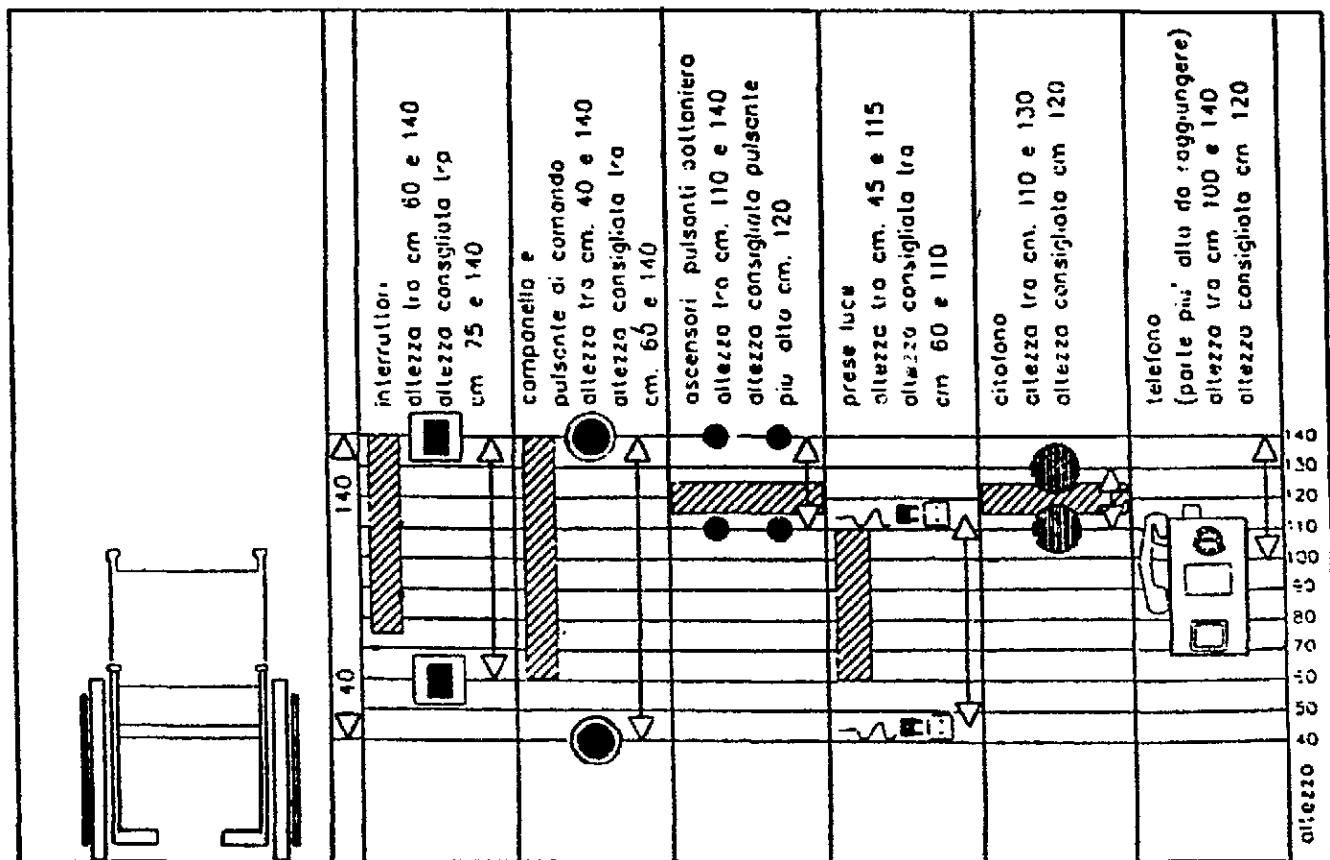 interruttori
altezza tra cm 60 e 140
altezza consigliata tra
cm 75 e 140
campanello e
pulsante di comando
altezza tra cm. 40 e 140
altezza consigliata tra
cm. 60 e 140
ascensori pulsanti bottoniera
altezza tra cm. 110 e 140
altezza consigliata pulsante
piu alto cm. 120
prese luce
altezza tra cm. 45 e 115
altezza consigliata tra
cm 60 e 110
citofono
altezza tra cm. 110 e 130
altezza consigliata cm 120
telefono
(parte piu' alta da raggiungere)
altezza tra cm 100 e 140
altezza consigliata cm 120
140
40
140
130
120
110
100
90
80
70
60
50
40
altezza